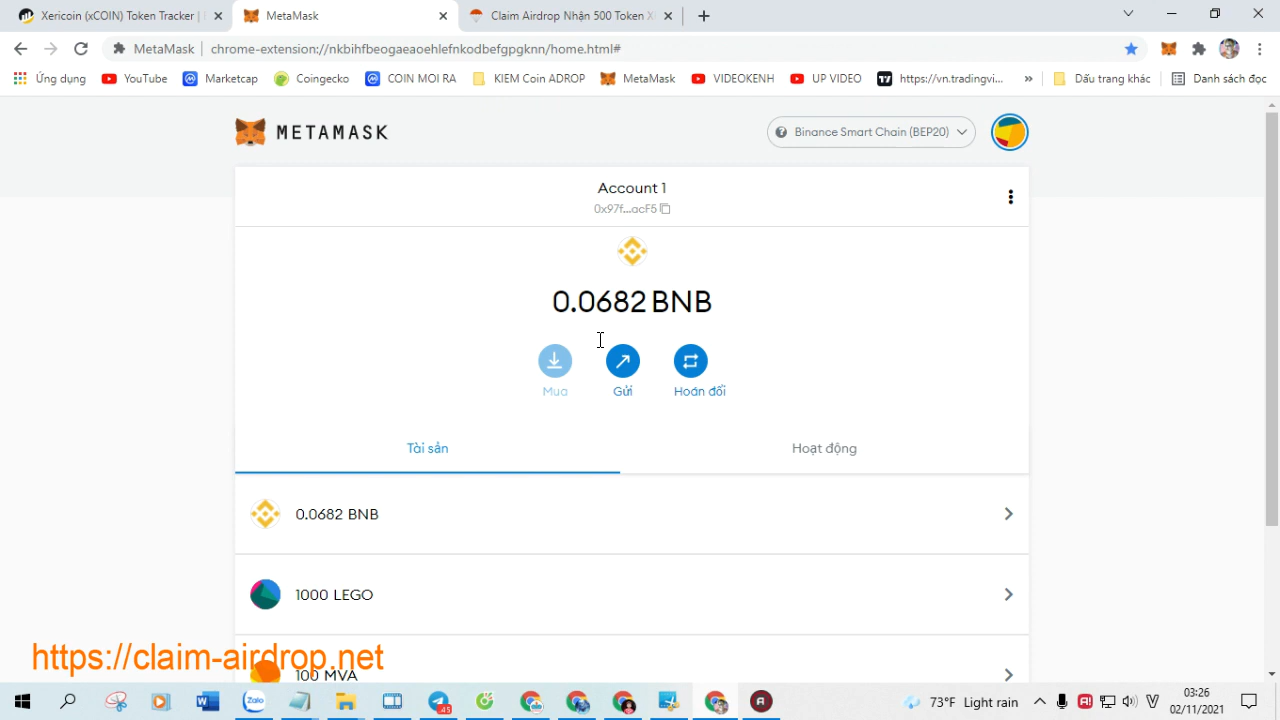 Xericoin (xCOIN) Token Tracker |
MetaMask
Claim Airdrop Nhận 500 Token X
MetaMask
chrome-extension://nkbihfbeogaeaoehlefnkodbefgpgknn/home.html#
Ứng dụng
YouTube
Marketcap
Coingecko
COIN MOI RA
KIEM Coin ADROP
MetaMask
VIDEOKENH
UP VIDEO
https://vn.tradingvi...
»
Dấu trang khác
Danh sách đọc
METAMASK
Binance Smart Chain (BEP20)
Account 1
0x97f...acF5
0.0682 BNB
Mua
Gửi
Hoán đổi
Tài sản
Hoạt động
0.0682 BNB
1000 LEGO
https://claim-airdrop.net
100 MVA
Zalo
45
73°F Light rain
03:26
02/11/2021